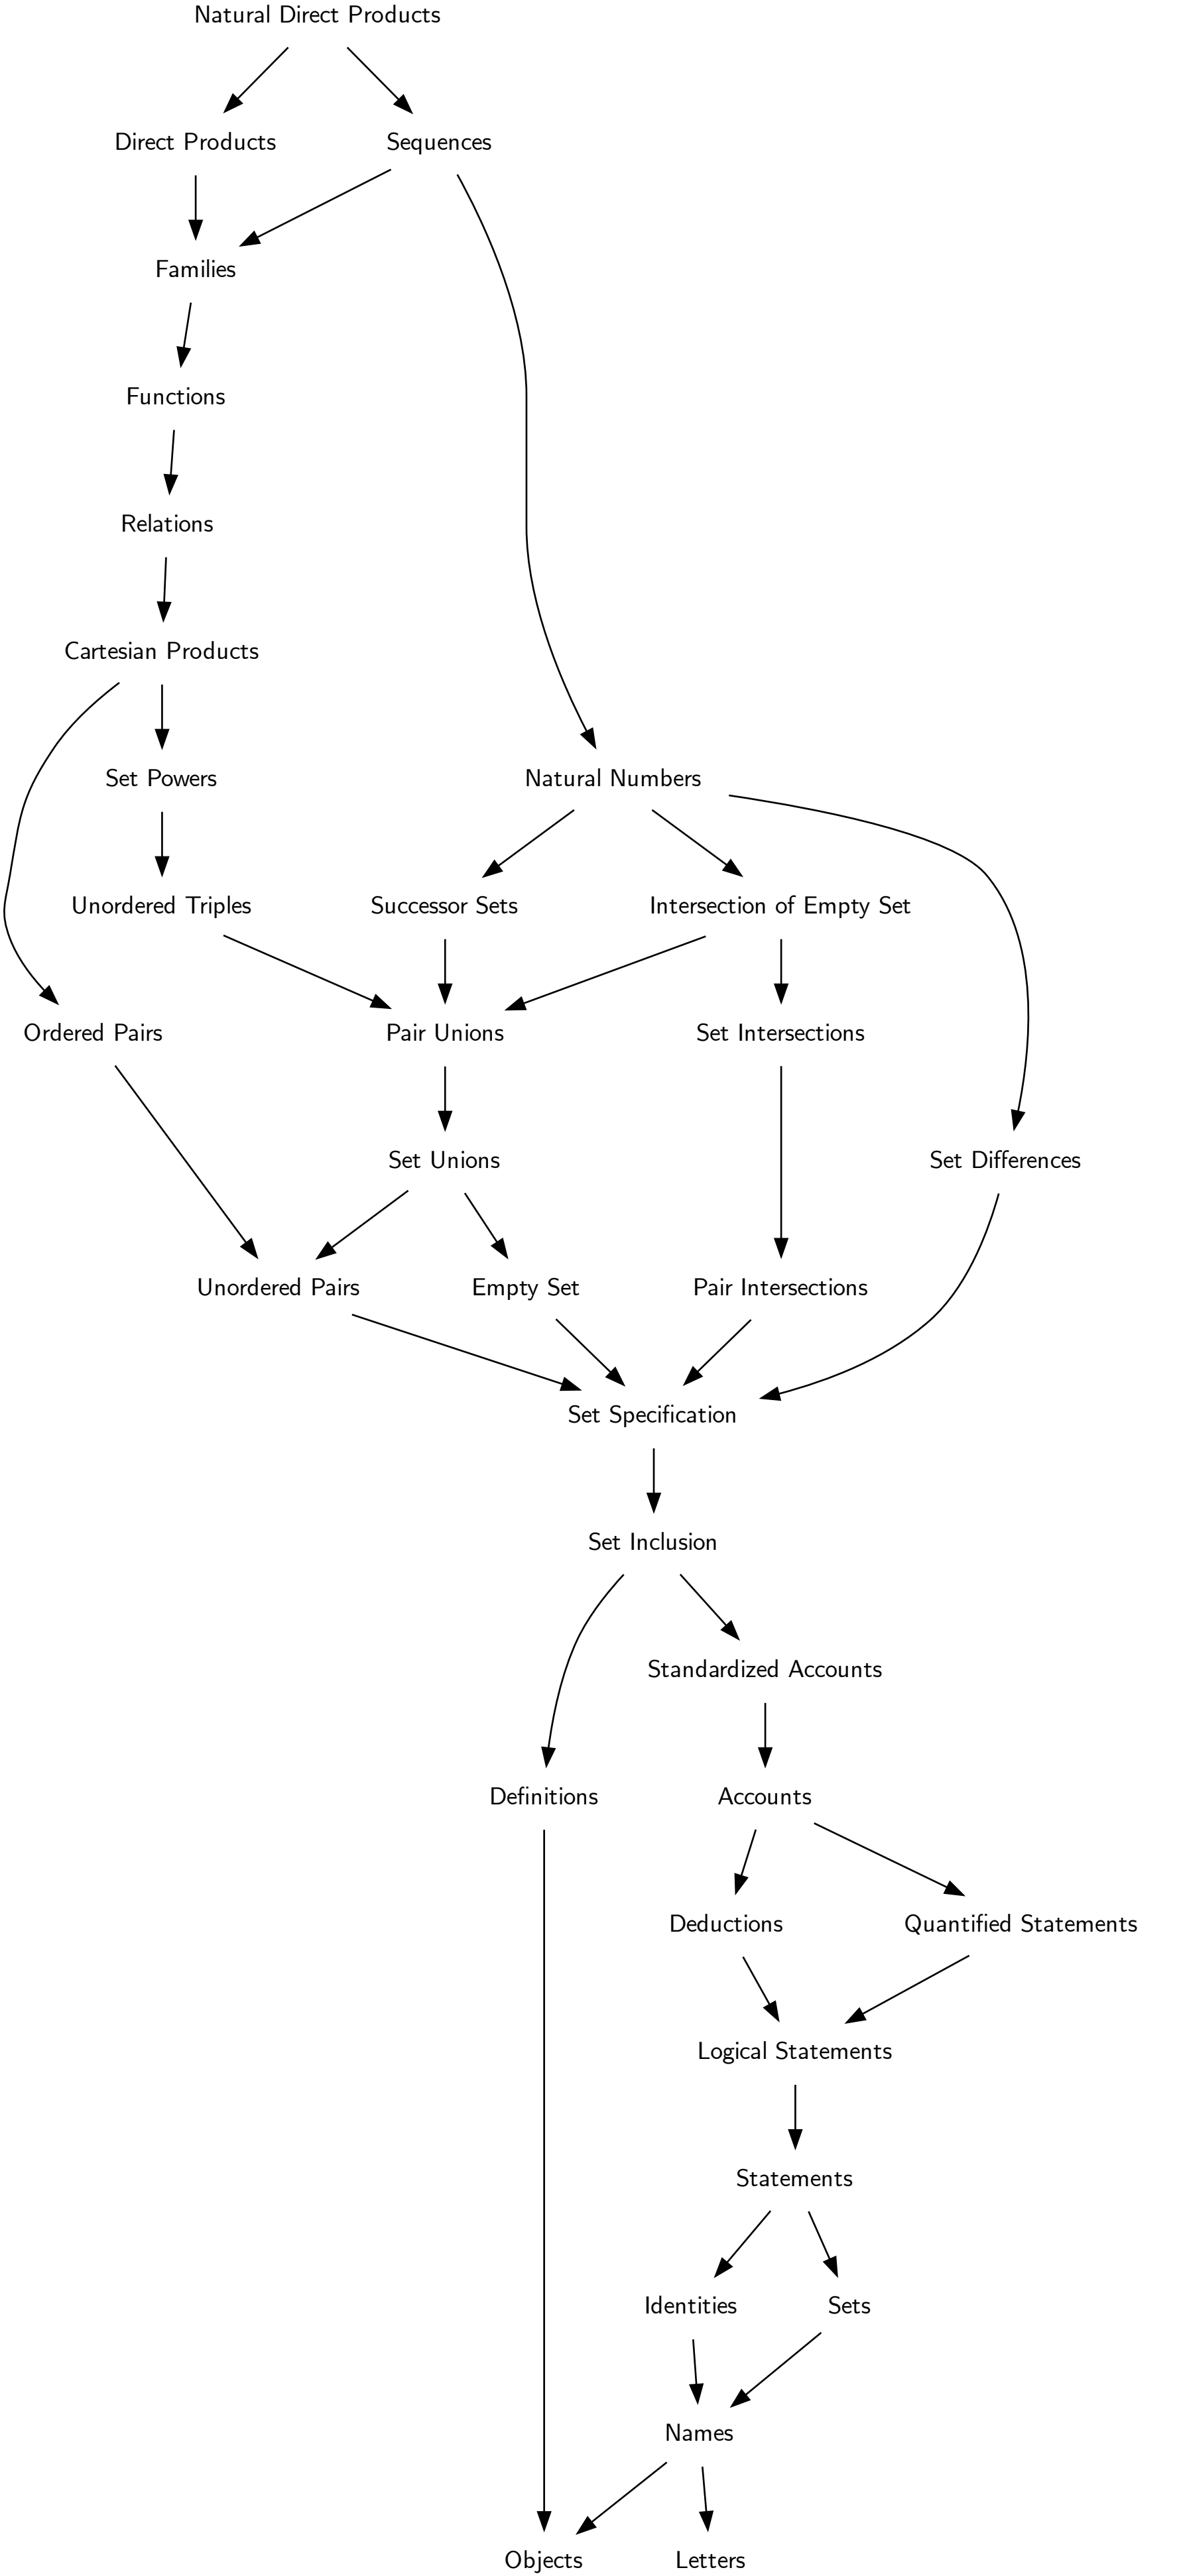 Natural Direct Products
Direct Products
Sequences
Families
Functions
Relations
Cartesian Products
Set Powers
Natural Numbers
Unordered Triples
Successor Sets
Intersection of Empty Set
Ordered Pairs
Pair Unions
Set Intersections
Set Unions
Set Differences
Unordered Pairs
Empty Set
Pair Intersections
Set Specification
Set Inclusion
Standardized Accounts
Definitions
Accounts
Deductions
Quantified Statements
Logical Statements
Statements
Identities
Sets
Names
Objects
Letters